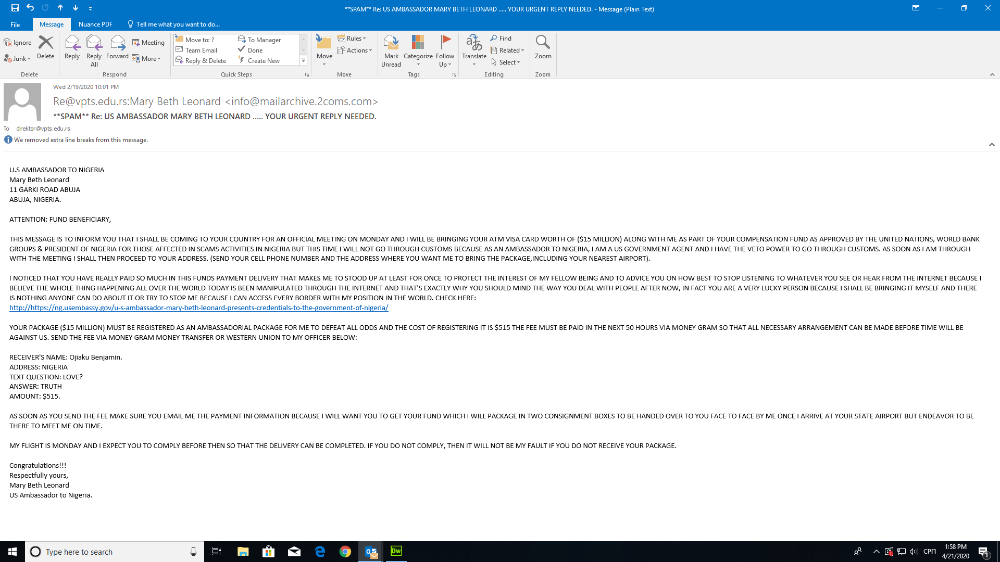 **SPAM** Re: US AMBASSADOR MARY BETH LEONARD ..... YOUR URGENT REPLY NEEDED. - Message (Plain Text)
File Message Nuance PDF Tell me what you want to do...
Ignore
Junk
Delete
Delete
Reply
Reply All
Forward
Meeting
More
Respond
Move to: ?
Team Email
Reply & Delete
To Manager
Done
Create New
Quick Steps
Move
Rules
Actions
Move
Mark Unread
Categorize
Follow Up
Tags
Translate
Find
Related
Select
Editing
Zoom
Zoom
Wed 2/19/2020 10:01 PM
Re@vpts.edu.rs:Mary Beth Leonard <info@mailarchive.2coms.com>
**SPAM** Re: US AMBASSADOR MARY BETH LEONARD ..... YOUR URGENT REPLY NEEDED.
To direktor@vpts.edu.rs
We removed extra line breaks from this message.
U.S AMBASSADOR TO NIGERIA
Mary Beth Leonard
11 GARKI ROAD ABUJA
ABUJA, NIGERIA.
ATTENTION: FUND BENEFICIARY,
THIS MESSAGE IS TO INFORM YOU THAT I SHALL BE COMING TO YOUR COUNTRY FOR AN OFFICIAL MEETING ON MONDAY AND I WILL BE BRINGING YOUR ATM VISA CARD WORTH OF ($15 MILLION) ALONG WITH ME AS PART OF YOUR COMPENSATION FUND AS APPROVED BY THE UNITED NATIONS, WORLD BANK
GROUPS & PRESIDENT OF NIGERIA FOR THOSE AFFECTED IN SCAMS ACTIVITIES IN NIGERIA BUT THIS TIME I WILL NOT GO THROUGH CUSTOMS BECAUSE AS AN AMBASSADOR TO NIGERIA, I AM A US GOVERNMENT AGENT AND I HAVE THE VETO POWER TO GO THROUGH CUSTOMS. AS SOON AS I AM THROUGH
WITH THE MEETING I SHALL THEN PROCEED TO YOUR ADDRESS. (SEND YOUR CELL PHONE NUMBER AND THE ADDRESS WHERE YOU WANT ME TO BRING THE PACKAGE,INCLUDING YOUR NEAREST AIRPORT).
I NOTICED THAT YOU HAVE REALLY PAID SO MUCH IN THIS FUNDS PAYMENT DELIVERY THAT MAKES ME TO STOOD UP AT LEAST FOR ONCE TO PROTECT THE INTEREST OF MY FELLOW BEING AND TO ADVICE YOU ON HOW BEST TO STOP LISTENING TO WHATEVER YOU SEE OR HEAR FROM THE INTERNET BECAUSE I
BELIEVE THE WHOLE THING HAPPENING ALL OVER THE WORLD TODAY IS BEEN MANIPULATED THROUGH THE INTERNET AND THAT'S EXACTLY WHY YOU SHOULD MIND THE WAY YOU DEAL WITH PEOPLE AFTER NOW, IN FACT YOU ARE A VERY LUCKY PERSON BECAUSE I SHALL BE BRINGING IT MYSELF AND THERE
IS NOTHING ANYONE CAN DO ABOUT IT OR TRY TO STOP ME BECAUSE I CAN ACCESS EVERY BORDER WITH MY POSITION IN THE WORLD. CHECK HERE:
http://https://ng.usembassy.gov/u-s-ambassador-mary-beth-leonard-presents-credentials-to-the-government-of-nigeria/
YOUR PACKAGE ($15 MILLION) MUST BE REGISTERED AS AN AMBASSADORIAL PACKAGE FOR ME TO DEFEAT ALL ODDS AND THE COST OF REGISTERING IT IS $515 THE FEE MUST BE PAID IN THE NEXT 50 HOURS VIA MONEY GRAM SO THAT ALL NECESSARY ARRANGEMENT CAN BE MADE BEFORE TIME WILL BE
AGAINST US. SEND THE FEE VIA MONEY GRAM MONEY TRANSFER OR WESTERN UNION TO MY OFFICER BELOW:
RECEIVER'S NAME: Ojiaku Benjamin.
ADDRESS: NIGERIA
TEXT QUESTION: LOVE?
ANSWER: TRUTH
AMOUNT: $515.
AS SOON AS YOU SEND THE FEE MAKE SURE YOU EMAIL ME THE PAYMENT INFORMATION BECAUSE I WILL WANT YOU TO GET YOUR FUND WHICH I WILL PACKAGE IN TWO CONSIGNMENT BOXES TO BE HANDED OVER TO YOU FACE TO FACE BY ME ONCE I ARRIVE AT YOUR STATE AIRPORT BUT ENDEAVOR TO BE
THERE TO MEET ME ON TIME.
MY FLIGHT IS MONDAY AND I EXPECT YOU TO COMPLY BEFORE THEN SO THAT THE DELIVERY CAN BE COMPLETED. IF YOU DO NOT COMPLY, THEN IT WILL NOT BE MY FAULT IF YOU DO NOT RECEIVE YOUR PACKAGE.
Congratulations!!!
Respectfully yours,
Mary Beth Leonard
US Ambassador to Nigeria.
Type here to search
Dw
СРП
1:58 PM
4/21/2020
1